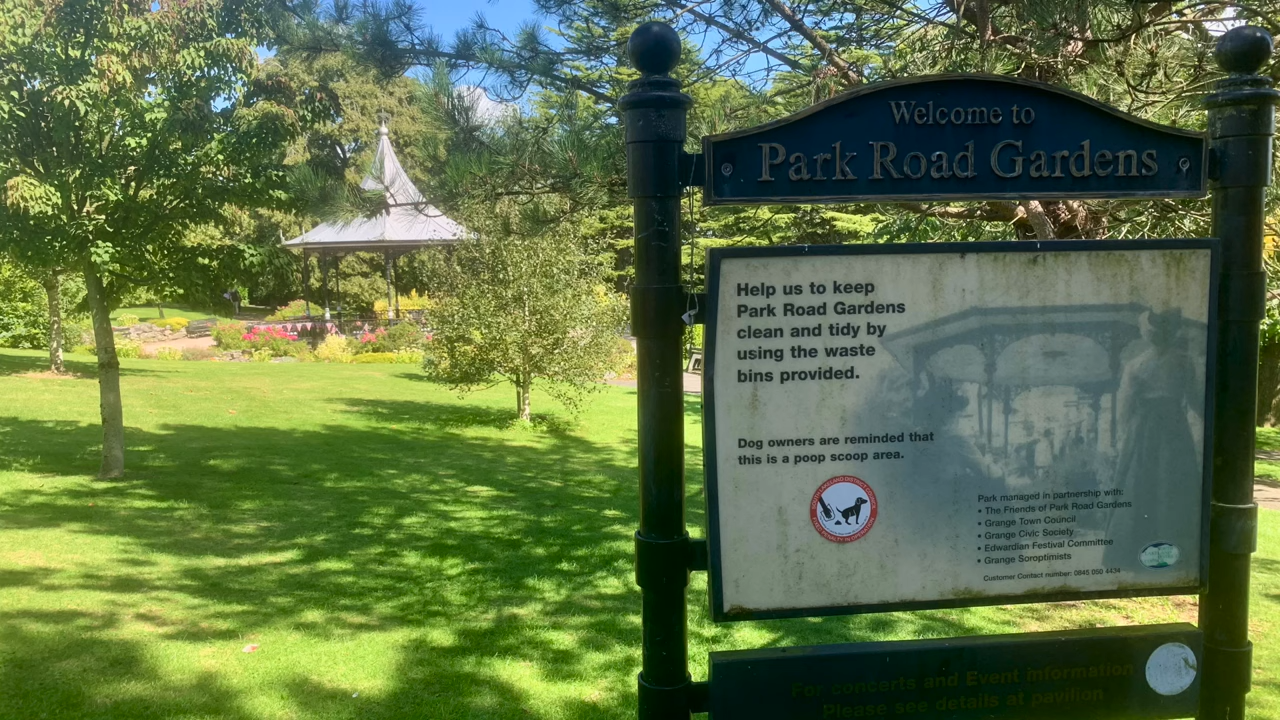 Welcome to
Park Road Gardens
Help us to keep
Park Road Gardens
clean and tidy by
using the waste
bins provided.
Dog owners are reminded that
this is a poop scoop area.
Park managed in partnership with:
• The Friends of Park Road Gardens
• Grange Town Council
• Grange Civic Society
• Edwardian Festival Committee
• Grange Soroptimists
Customer Contact number: 0845 050 4434
For concerts and Event information
Please see details at pavilion